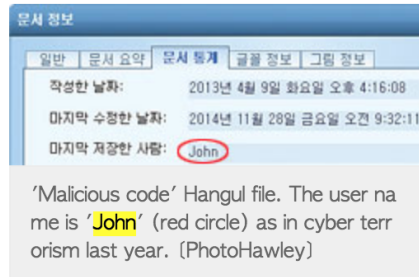 문서 정보
일반 문서 요약 문서 통계 글꼴 정보 그림 정보
작성한 날짜: 2013년 4월 9일 화요일 오후 4:16:08
마지막 수정한 날짜: 2014년 11월 28일 금요일 오전 9:32:11
마지막 저장한 사람: John
'Malicious code' Hangul file. The user na
me is 'John' (red circle) as in cyber terr
orism last year. [PhotoHawley]